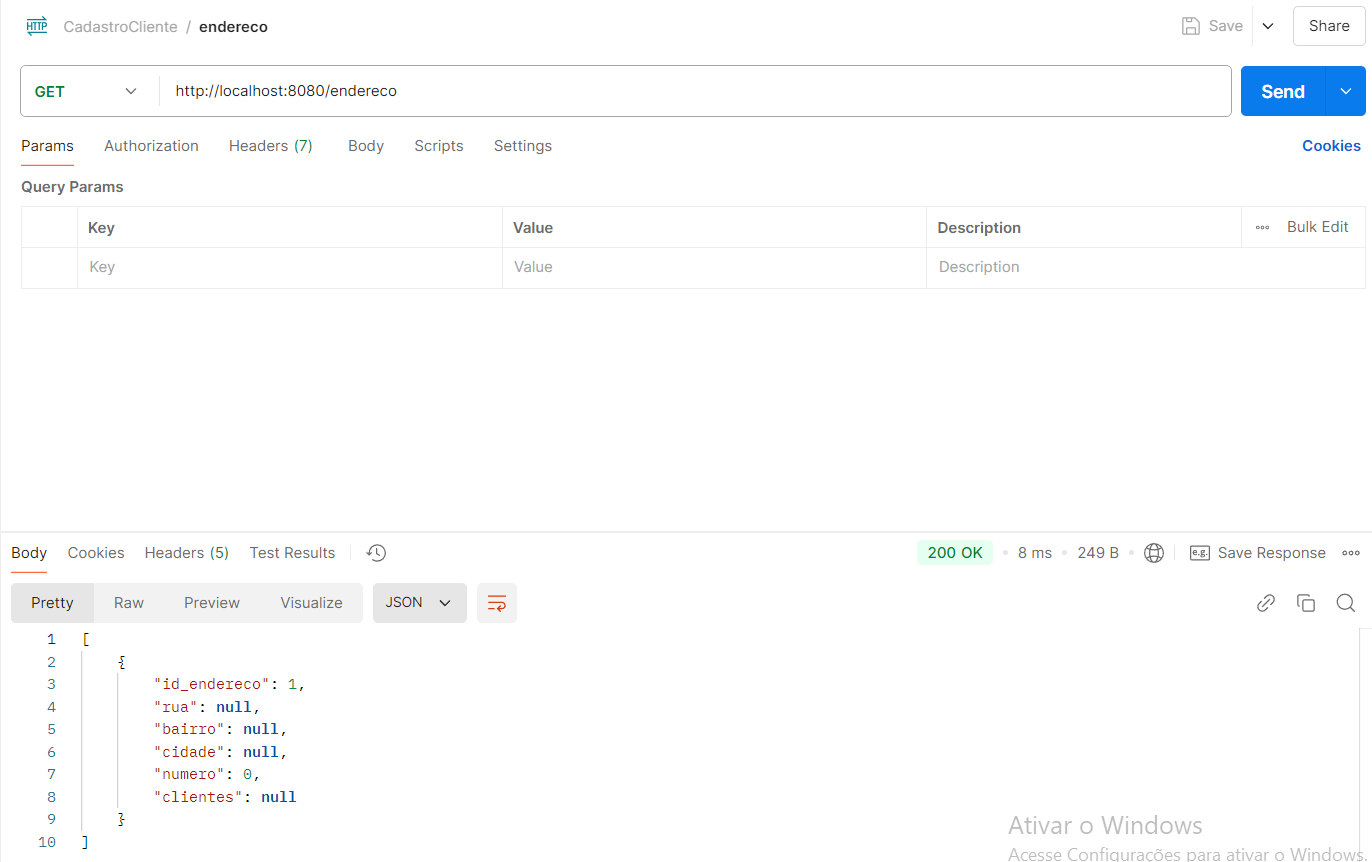 HTTP CadastroCliente / endereco Save Share
GET http://localhost:8080/endereco Send
Params Authorization Headers (7) Body Scripts Settings Cookies
Query Params
Key Value Description Bulk Edit
Key Value Description
Body Cookies Headers (5) Test Results 200 OK 8 ms 249 B e.g. Save Response
Pretty Raw Preview Visualize JSON
1 [
2 {
3 "id_endereco": 1,
4 "rua": null,
5 "bairro": null,
6 "cidade": null,
7 "numero": 0,
8 "clientes": null
9 }
10 ]
Ativar o Windows
Acesse Configurações para ativar o Windows.